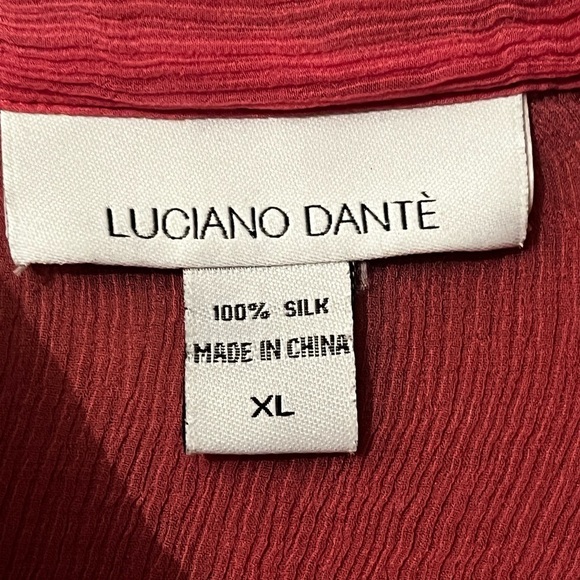 LUCIANO DANTÈ
100% SILK
MADE IN CHINA
XL